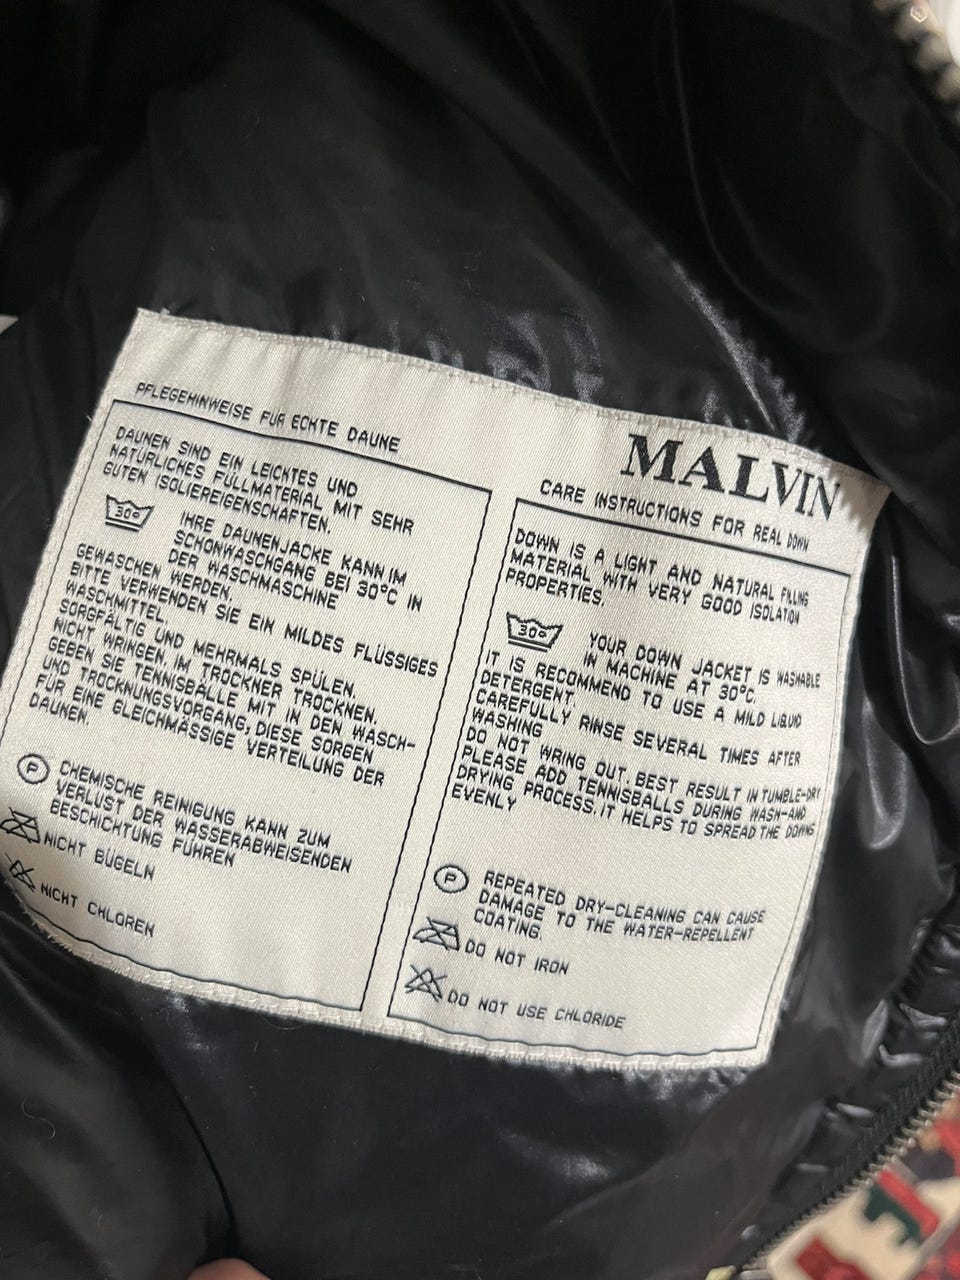 PFLEGEHINWEISE FÜR ECHTE DAUNE
DAUNEN SIND EIN LEICKTES UND
NATÜRLICHES FÜLLMATERIAL MIT SEHR
GUTEN ISOLIEREIGENSCHAFTEN.
30°
IHRE DAUNENJACKE KANN IM
SCHONWASCHGANG BEI 30°C IN
DER WASCHMASCHINE
GEWASCHEN WERDEN.
BITTE VERWENDEN SIE EIN MILDES FLÜSSIGES
WASCHMITTEL.
SORGFÄLTIG UND MEHRMALS SPÜLEN.
NICHT WRINGEN, IM TROCKNER TROCKNEN.
GEBEN SIE TENNISBÄLLE MIT IN DEN WASCH-
UND TROCKNUNGSVORGANG, DIESE SORGEN
FÜR EINE GLEICHMÄSSIGE VERTEILUNG DER
DAUNEN.
P
CHEMISCHE REINIGUNG KANN ZUM
VERLUST DER WASSERABWEISENDEN
BESCHICHTUNG FÜHREN
NICHT BÜGELN
NICHT CHLOREN
MALVIN
CARE INSTRUCTIONS FOR REAL DOWN
DOWN IS A LIGHT AND NATURAL FILLING
MATERIAL WITH VERY GOOD ISOLATION
PROPERTIES.
30°
YOUR DOWN JACKET IS WASHABLE
IN MACHINE AT 30°C.
IT IS RECOMMEND TO USE A MILD LIQUID
DETERGENT.
CAREFULLY RINSE SEVERAL TIMES AFTER
WASHING
DO NOT WRING OUT. BEST RESULT IN TUMBLE-DRY
PLEASE ADD TENNISBALLS DURING WASH-AND
DRYING PROCESS. IT HELPS TO SPREAD THE DOWNS
EVENLY
P
REPEATED DRY-CLEANING CAN CAUSE
DAMAGE TO THE WATER-REPELLENT
COATING.
DO NOT IRON
DO NOT USE CHLORIDE